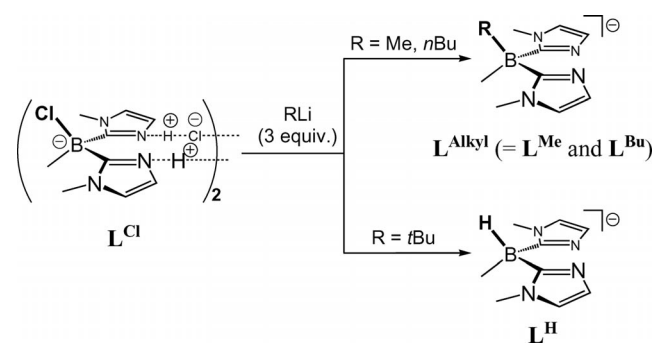 R = Me, nBu
R
⊖
N
N
B
N
N
L^Alkyl (= L^Me and L^Bu)
Cl
N
N
⊕
H
⊖
Cl
⊖
B
N
H
⊕
N
2
L^Cl
RLi
(3 equiv.)
R = tBu
H
⊖
N
N
B
N
N
L^H